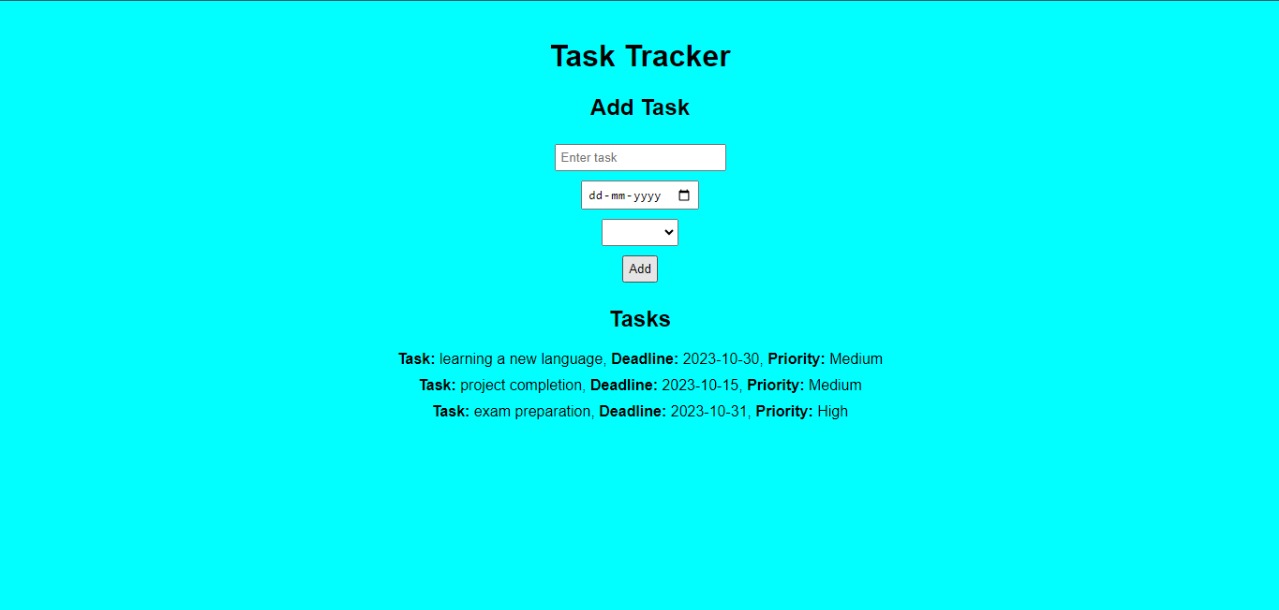 Task Tracker
Add Task
Enter task
dd-mm-yyyy
Add
Tasks
Task: learning a new language, Deadline: 2023-10-30, Priority: Medium
Task: project completion, Deadline: 2023-10-15, Priority: Medium
Task: exam preparation, Deadline: 2023-10-31, Priority: High